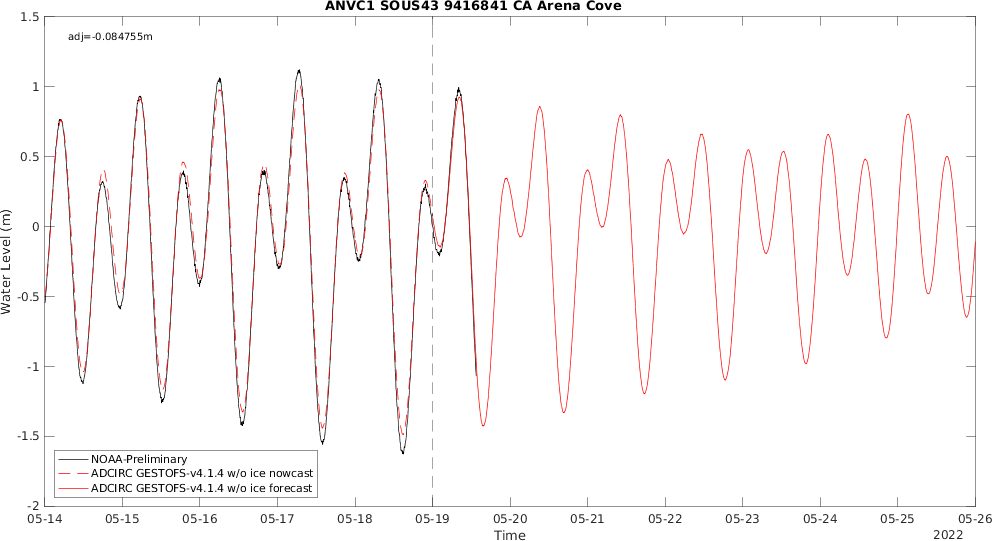 ANVC1 SOUS43 9416841 CA Arena Cove
adj=-0.084755m
1.5
1
0.5
0
-0.5
-1
-1.5
-2
Water Level (m)
NOAA-Preliminary
ADCIRC GESTOFS-v4.1.4 w/o ice nowcast
ADCIRC GESTOFS-v4.1.4 w/o ice forecast
05-14 05-15 05-16 05-17 05-18 05-19 05-20 05-21 05-22 05-23 05-24 05-25 05-26
Time
2022